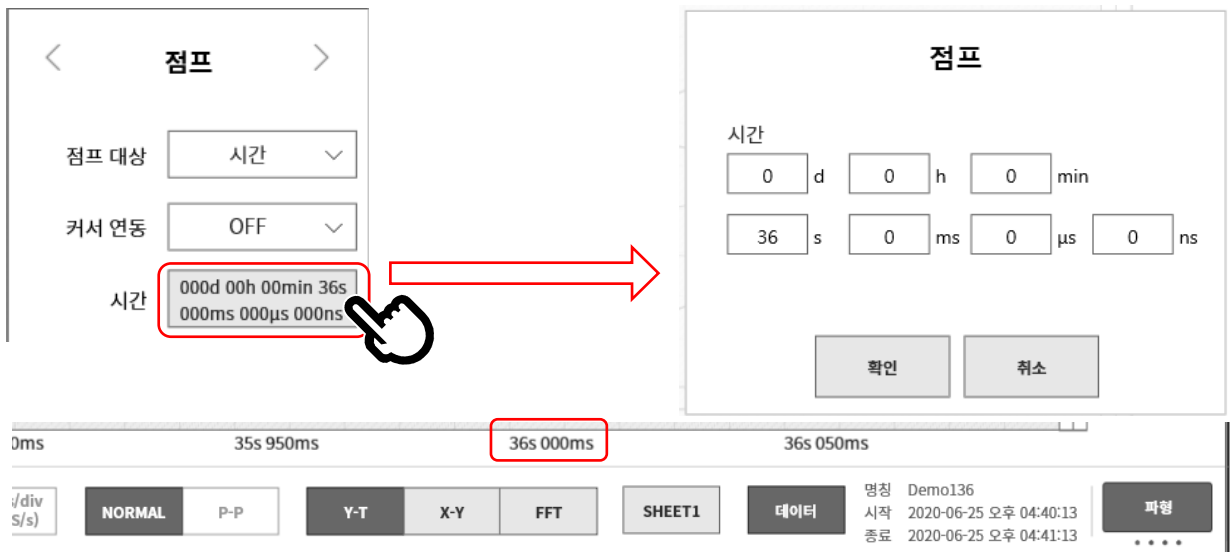 점프
점프 대상 시간
커서 연동 OFF
시간 000d 00h 00min 36s
000ms 000µs 000ns
점프
시간
0 d 0 h 0 min
36 s 0 ms 0 µs 0 ns
확인 취소
0ms 35s 950ms 36s 000ms 36s 050ms
s/div
S/s)
NORMAL P-P Y-T X-Y FFT SHEET1 데이터
명칭 Demo136
시작 2020-06-25 오후 04:40:13
종료 2020-06-25 오후 04:41:13
파형